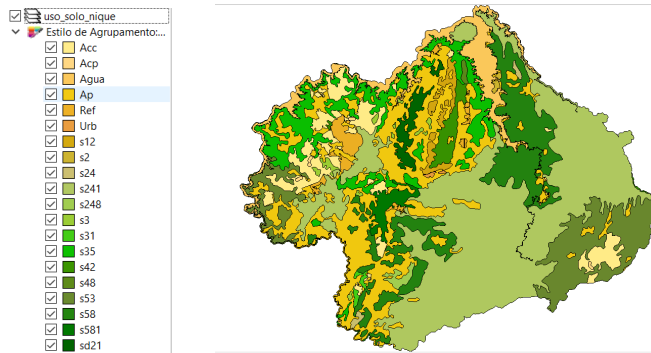 uso_solo_nique
Estilo de Agrupamento:...
Acc
Acp
Agua
Ap
Ref
Urb
s12
s2
s24
s241
s248
s3
s31
s35
s42
s48
s53
s58
s581
sd21